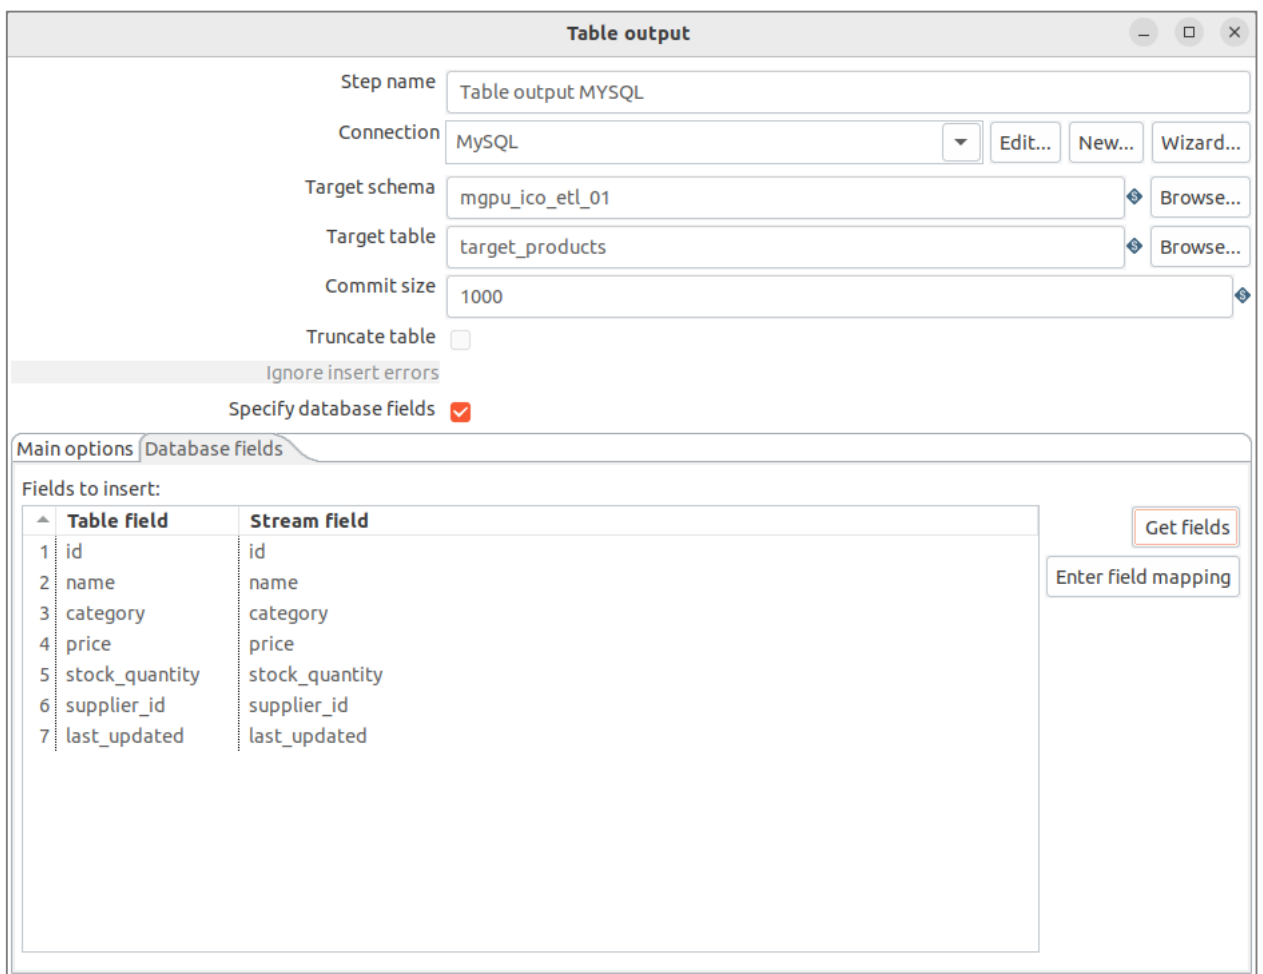 Table output
Step name Table output MYSQL
Connection MySQL Edit... New... Wizard...
Target schema mgpu_ico_etl_01 Browse...
Target table target_products Browse...
Commit size 1000
Truncate table
Ignore insert errors
Specify database fields
Main options Database fields
Fields to insert:
Table field Stream field Get fields
1 id id
2 name name Enter field mapping
3 category category
4 price price
5 stock_quantity stock_quantity
6 supplier_id supplier_id
7 last_updated last_updated